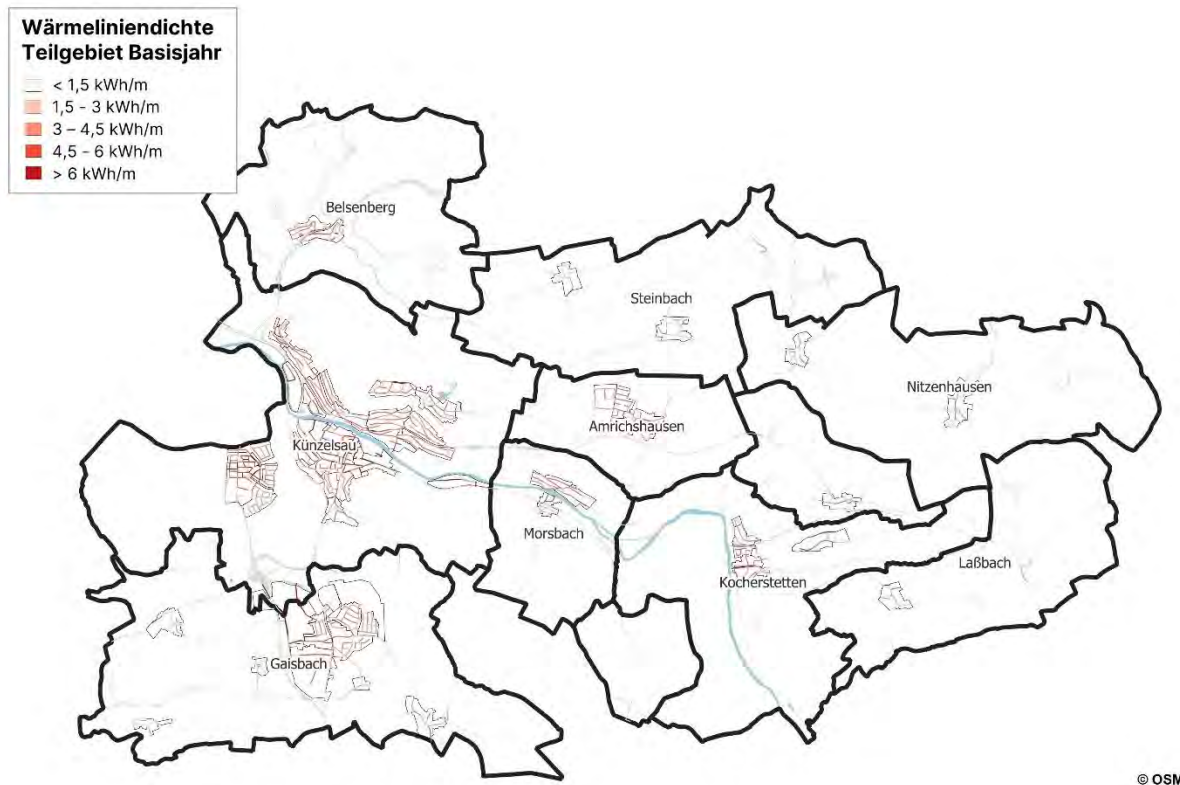 Wärmeliniendichte
Teilgebiet Basisjahr
< 1,5 kWh/m
1,5 - 3 kWh/m
3 – 4,5 kWh/m
4,5 - 6 kWh/m
> 6 kWh/m
Belsenberg
Steinbach
Nitzenhausen
Amrichshausen
Künzelsau
Morsbach
Laßbach
Kocherstetten
Gaisbach
© OSM